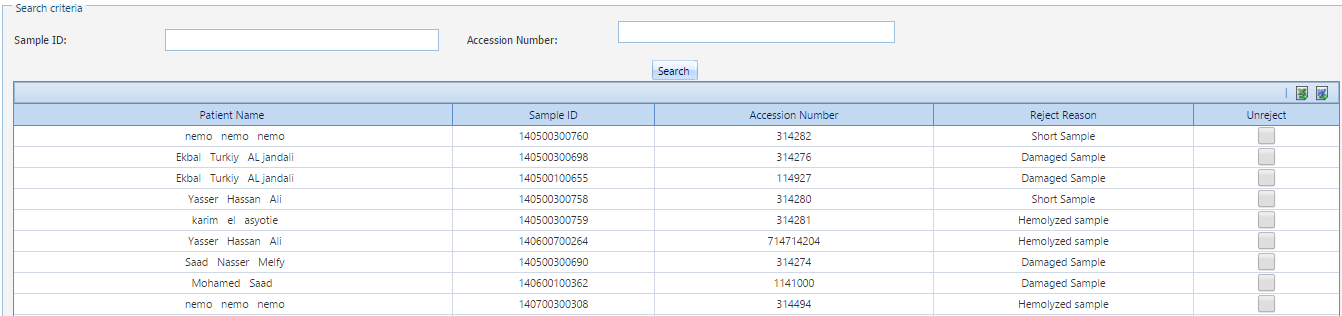 Search criteria
Sample ID: Accession Number:
Search
Patient Name Sample ID Accession Number Reject Reason Unreject
nemo nemo nemo 140500300760 314282 Short Sample
Ekbal Turkiy AL jandali 140500300698 314276 Damaged Sample
Ekbal Turkiy AL jandali 140500100655 114927 Damaged Sample
Yasser Hassan Ali 140500300758 314280 Short Sample
karim el asyotie 140500300759 314281 Hemolyzed sample
Yasser Hassan Ali 140600700264 714714204 Hemolyzed sample
Saad Nasser Melfy 140500300690 314274 Damaged Sample
Mohamed Saad 140600100362 1141000 Damaged Sample
nemo nemo nemo 140700300308 314494 Hemolyzed sample